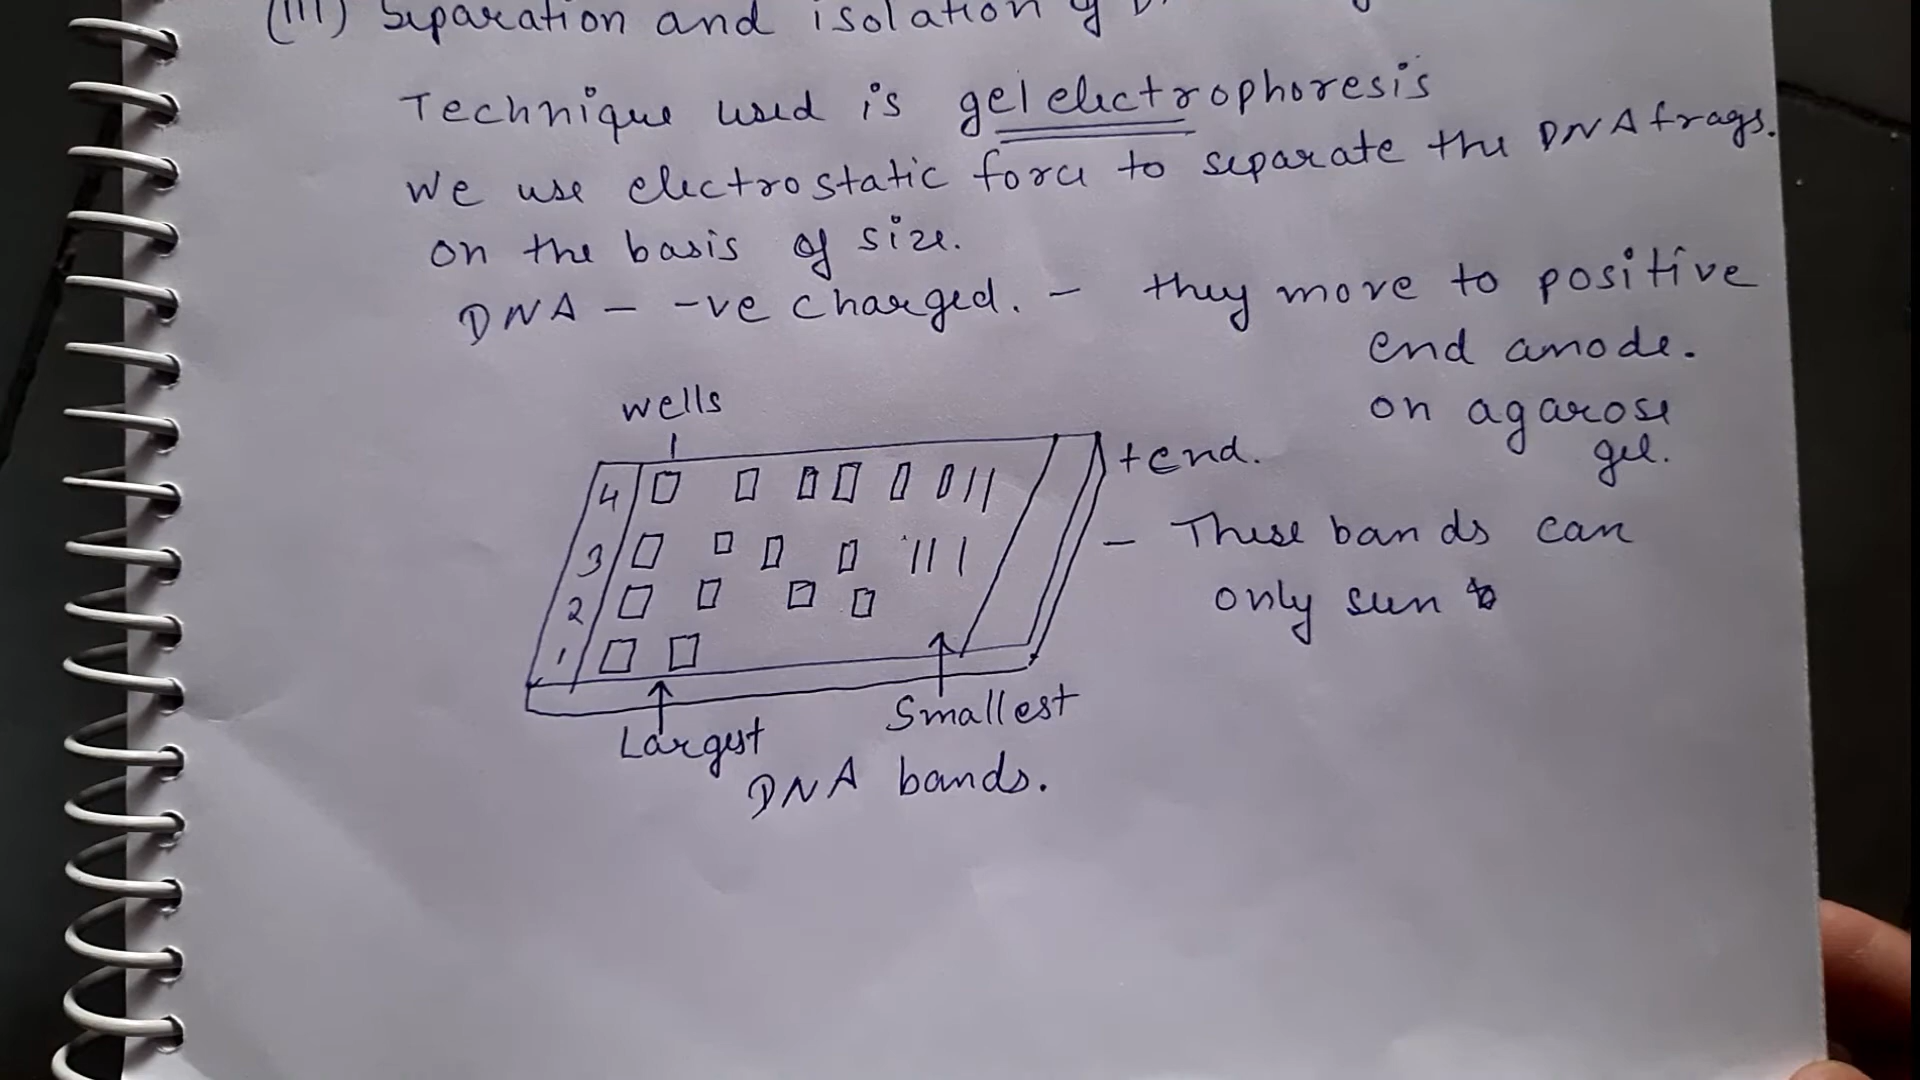 (III) Separation and isolation of
Technique used is gel electrophoresis
We use electrostatic force to separate the DNA frags.
on the basis of size.
DNA – -ve charged. – they move to positive
end anode.
on agarose
gel.
wells
+ end.
4
3
2
1
– These bands can
only seen
Largest
Smallest
DNA bands.